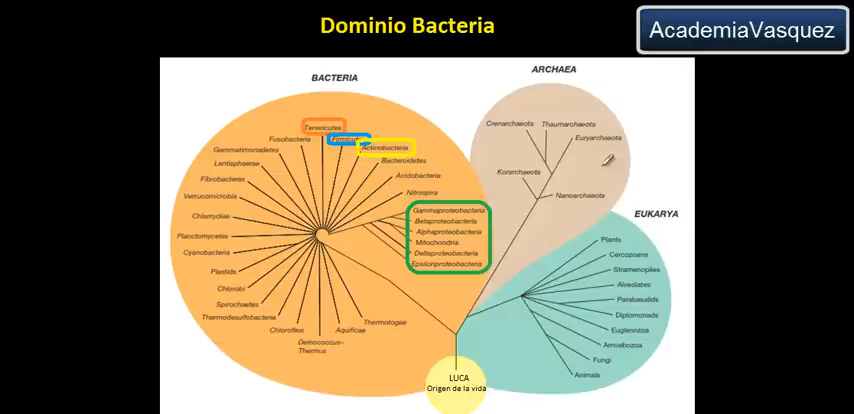 Dominio Bacteria
AcademiaVasquez
BACTERIA
Tenericutes
Actinobacteria
Fusobacteria
Bacteroidetes
Gemmatimonadetes
Acidobacteria
Lentisphaerae
Nitrospira
Fibrobacteres
Verrucomicrobia
Chlamydiae
Planctomycetes
Cyanobacteria
Plastids
Chlorobi
Spirochaetes
Thermodesulfobacteria
Chloroflexi
Deinococcus–
Thermus
Aquificae
Thermotogae
Gammaproteobacteria
Betaproteobacteria
Alphaproteobacteria
Mitochondria
Deltaproteobacteria
Epsilonproteobacteria
ARCHAEA
Crenarchaeota
Thaumarchaeota
Euryarchaeota
Korarchaeota
Nanoarchaeota
EUKARYA
Plants
Cercozoans
Stramenopiles
Alveolates
Parabasalids
Diplomonads
Euglenozoa
Amoebozoa
Fungi
Animals
LUCA
Origen de la vida